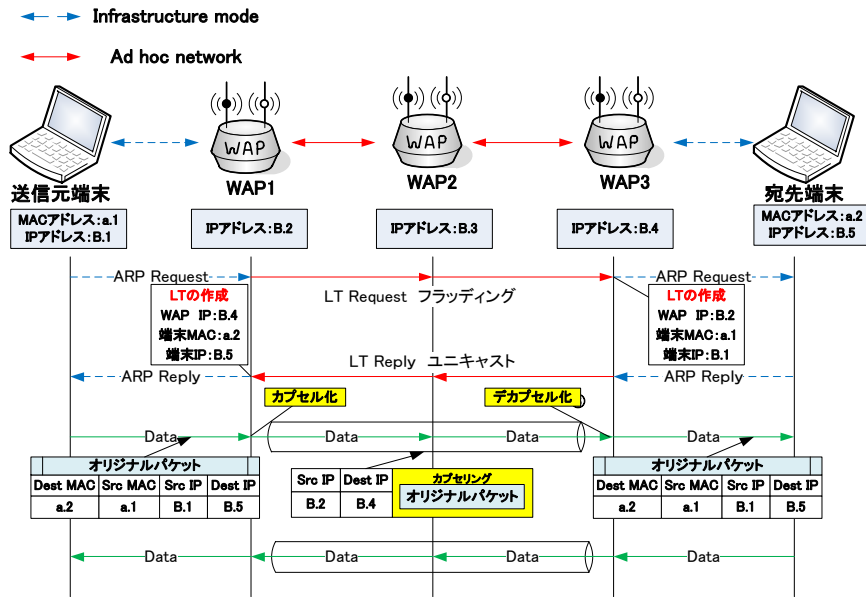 Infrastructure mode
Ad hoc network
WAP
WAP
WAP
送信元端末
WAP1
WAP2
WAP3
宛先端末
MACアドレス:a.1
IPアドレス:B.1
IPアドレス:B.2
IPアドレス:B.3
IPアドレス:B.4
MACアドレス:a.2
IPアドレス:B.5
ARP Request
LT Request フラッディング
ARP Request
LTの作成
WAP IP:B.4
端末MAC:a.2
端末IP:B.5
LTの作成
WAP IP:B.2
端末MAC:a.1
端末IP:B.1
LT Reply ユニキャスト
ARP Reply
ARP Reply
カプセル化
デカプセル化
Data
Data
Data
Data
オリジナルパケット
Dest MAC Src MAC Src IP Dest IP
a.2 a.1 B.1 B.5
Src IP Dest IP カプセリング
B.2 B.4 オリジナルパケット
オリジナルパケット
Dest MAC Src MAC Src IP Dest IP
a.2 a.1 B.1 B.5
Data
Data
Data
Data